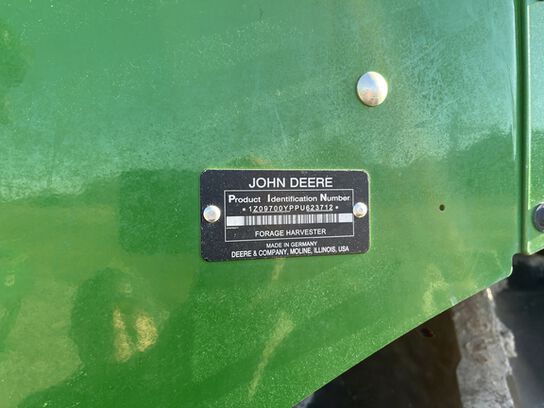 JOHN DEERE
Product Identification Number
* 1Z09700YPPU623712 *
FORAGE HARVESTER
MADE IN GERMANY
DEERE & COMPANY, MOLINE, ILLINOIS, USA